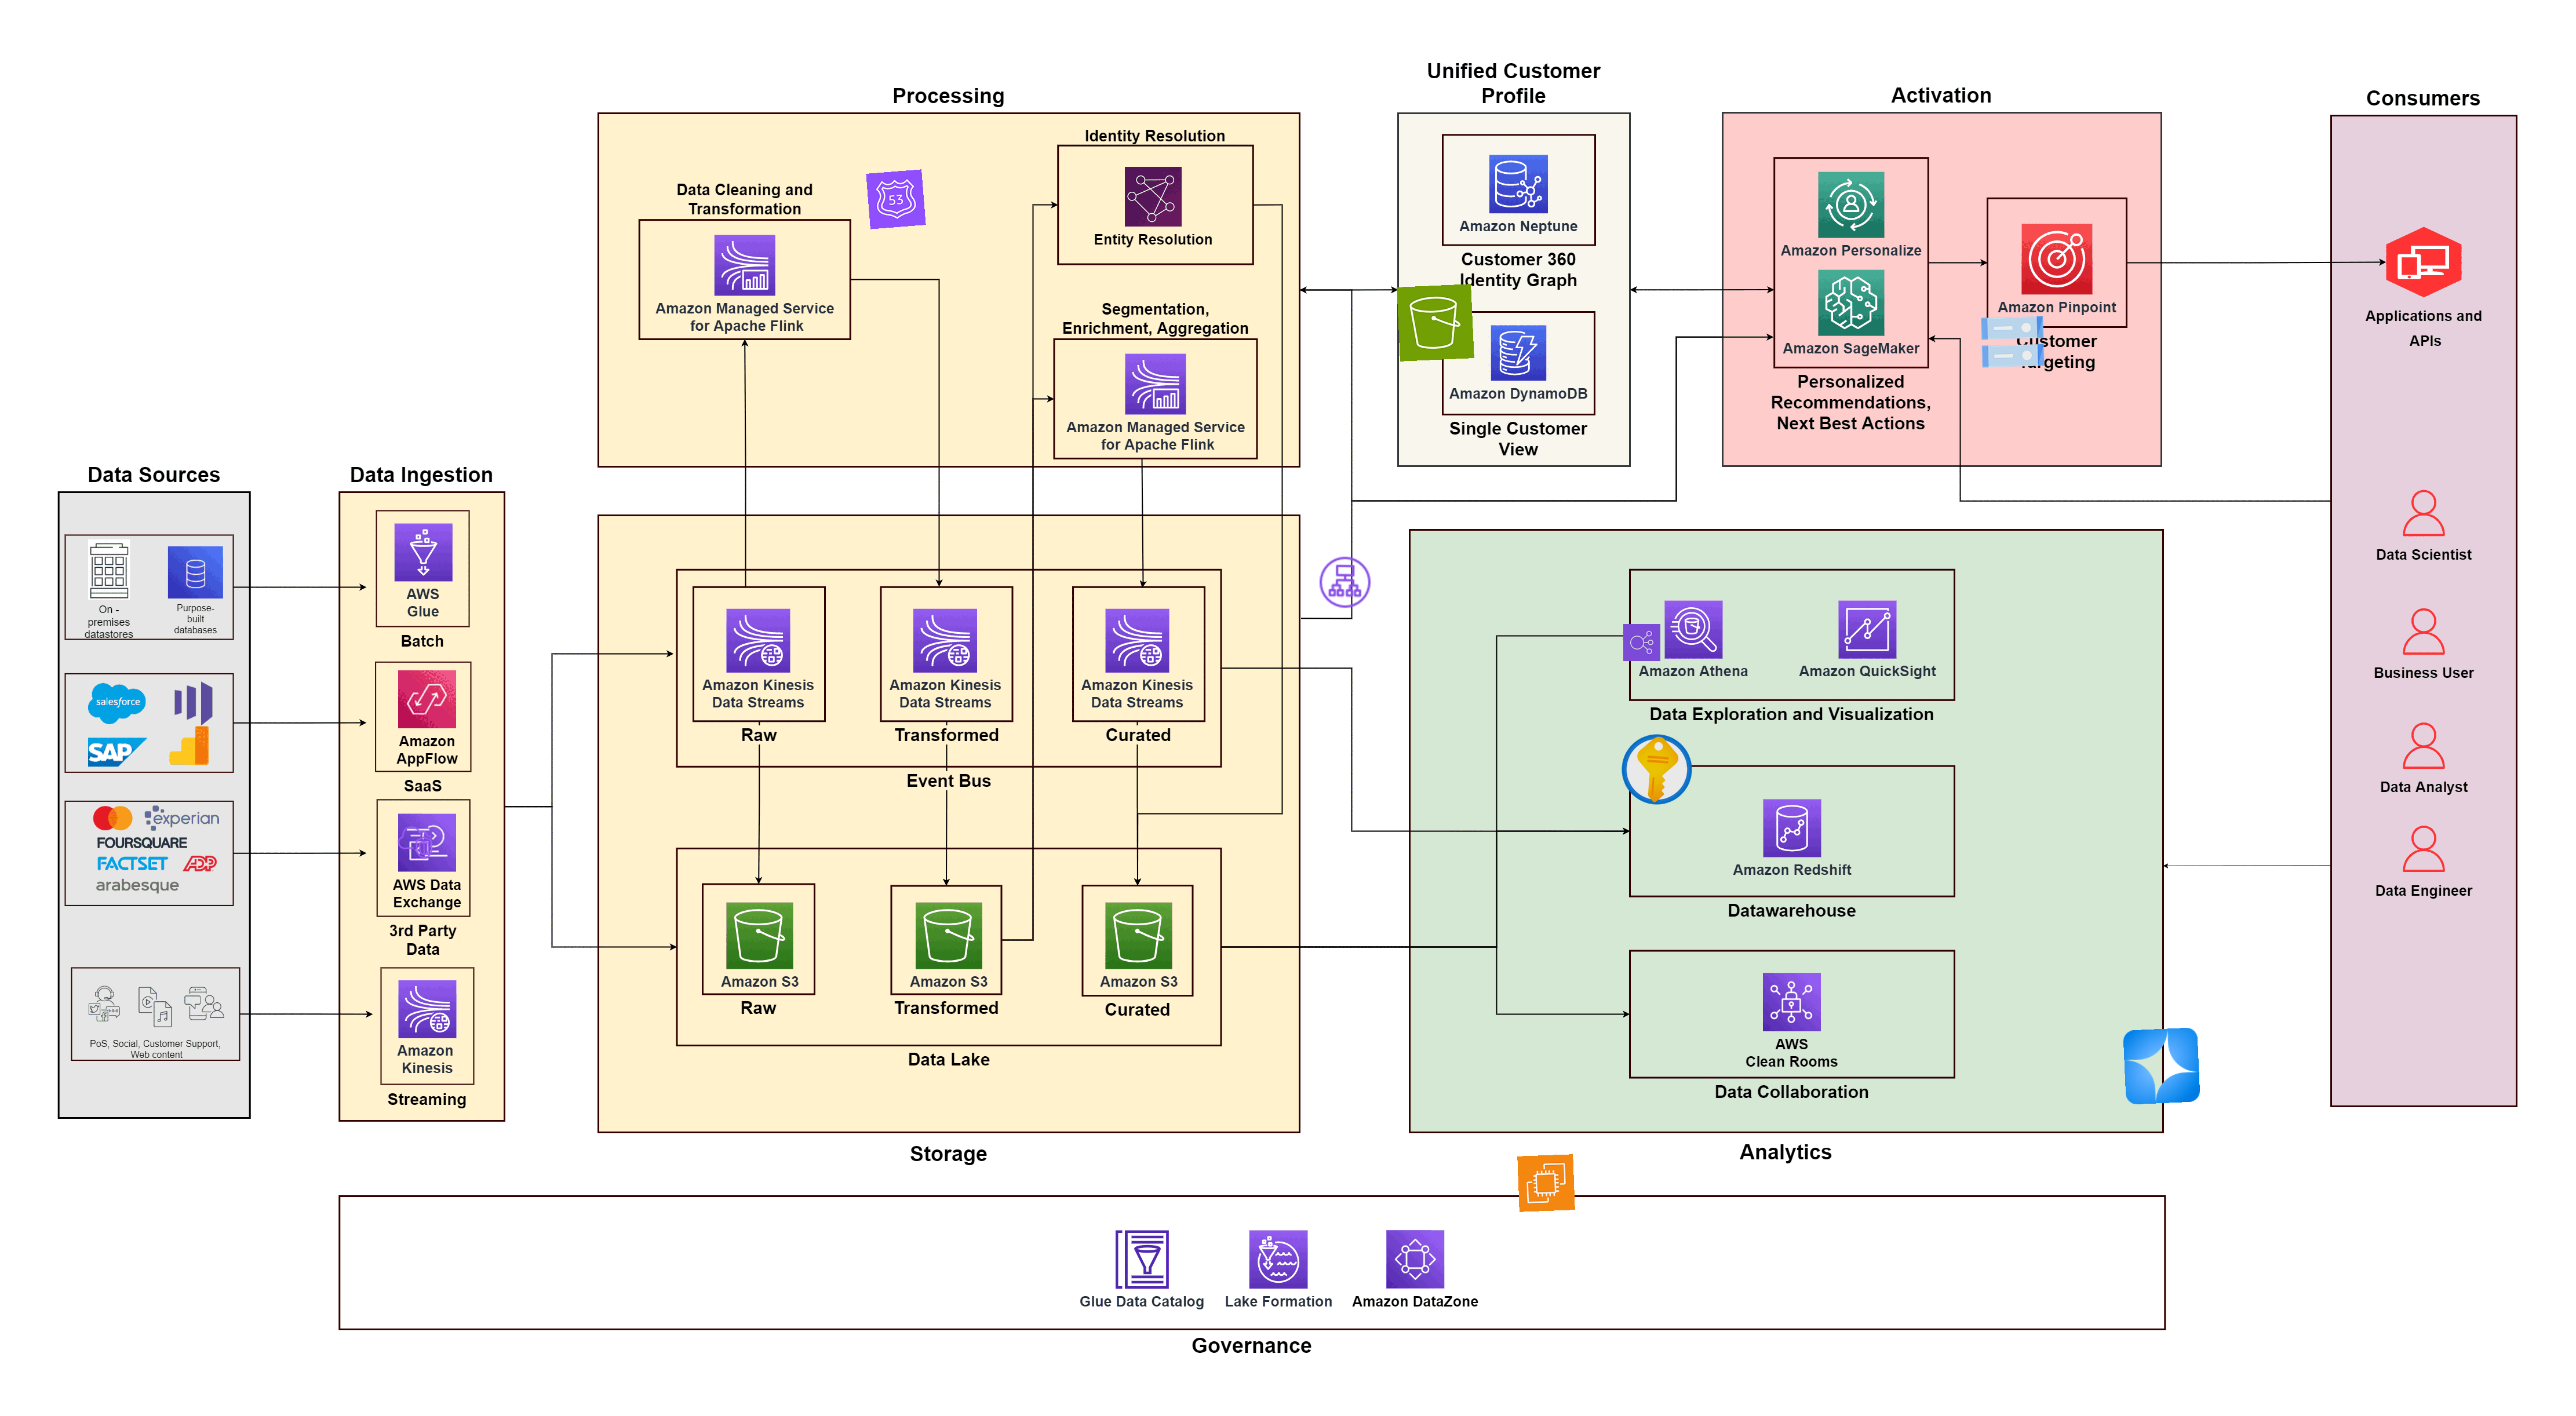 Data Sources
On -
premises
datastores
Purpose-
built
databases
salesforce
SAP
experian
FOURSQUARE
FACTSET
ADP
arabesque
PoS, Social, Customer Support,
Web content
Data Ingestion
AWS
Glue
Batch
Amazon
AppFlow
SaaS
AWS Data
Exchange
3rd Party
Data
Amazon
Kinesis
Streaming
Processing
Data Cleaning and
Transformation
Amazon Managed Service
for Apache Flink
53
Identity Resolution
Entity Resolution
Segmentation,
Enrichment, Aggregation
Amazon Managed Service
for Apache Flink
Amazon Kinesis
Data Streams
Raw
Amazon Kinesis
Data Streams
Transformed
Amazon Kinesis
Data Streams
Curated
Event Bus
Amazon S3
Raw
Amazon S3
Transformed
Amazon S3
Curated
Data Lake
Storage
Unified Customer
Profile
Amazon Neptune
Customer 360
Identity Graph
Amazon DynamoDB
Single Customer
View
Activation
Amazon Personalize
Amazon SageMaker
Personalized
Recommendations,
Next Best Actions
Amazon Pinpoint
Customer
Targeting
Amazon Athena
Amazon QuickSight
Data Exploration and Visualization
Amazon Redshift
Datawarehouse
AWS
Clean Rooms
Data Collaboration
Analytics
Consumers
Applications and
APIs
Data Scientist
Business User
Data Analyst
Data Engineer
Glue Data Catalog
Lake Formation
Amazon DataZone
Governance